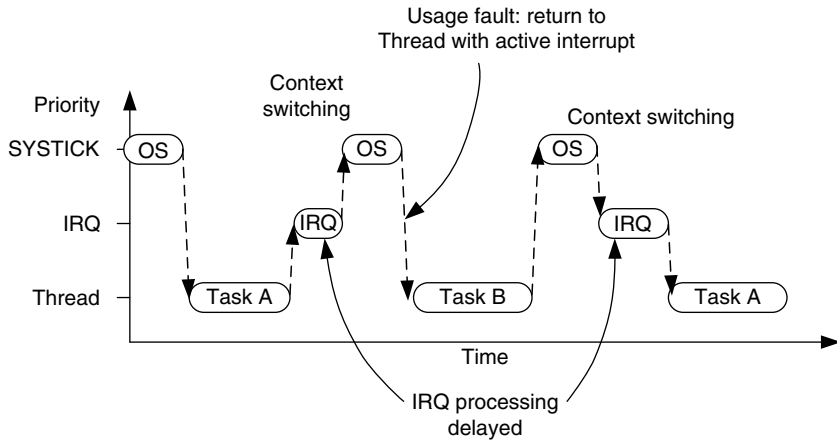 Usage fault: return to
Thread with active interrupt
Context
switching
Priority
Context switching
SYSTICK
OS
OS
OS
IRQ
IRQ
IRQ
Thread
Task A
Task B
Task A
Time
IRQ processing
delayed